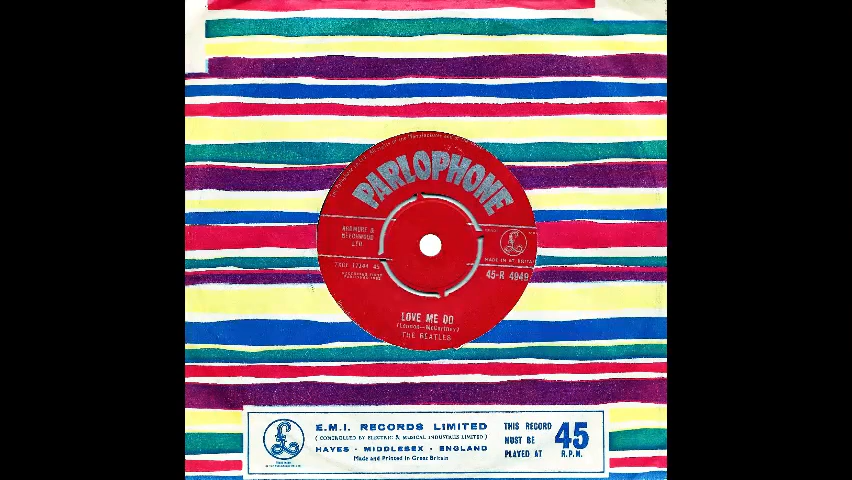 PARLOPHONE
ARDMORE &
BEECHWOOD
LTD.
MADE IN GT BRITAIN
7XCE 17144
45-R 4949
LOVE ME DO
(Lennon—McCartney)
THE BEATLES
E.M.I. RECORDS LIMITED
(CONTROLLED BY ELECTRIC & MUSICAL INDUSTRIES LIMITED)
HAYES · MIDDLESEX · ENGLAND
Made and Printed in Great Britain
THIS RECORD
MUST BE
PLAYED AT
45
R.P.M.